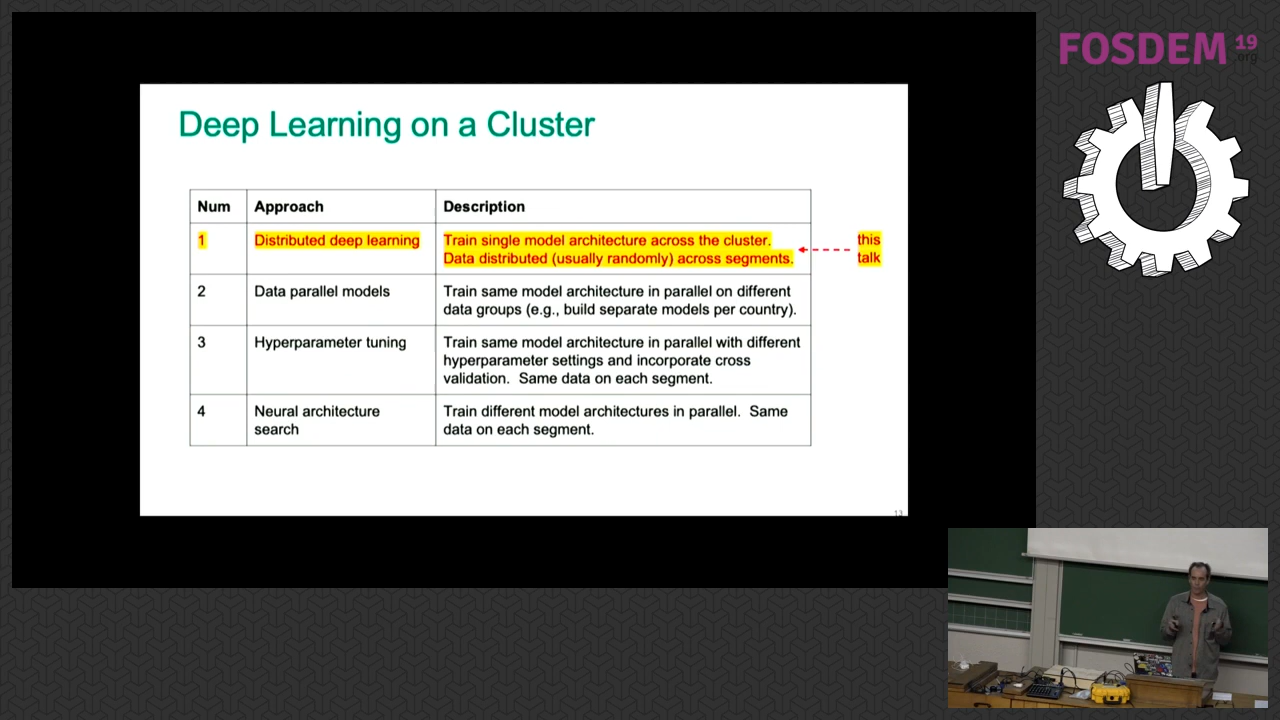 FOSDEM 19
.org
Deep Learning on a Cluster
Num Approach Description
1 Distributed deep learning Train single model architecture across the cluster.
Data distributed (usually randomly) across segments.
this
talk
2 Data parallel models Train same model architecture in parallel on different
data groups (e.g., build separate models per country).
3 Hyperparameter tuning Train same model architecture in parallel with different
hyperparameter settings and incorporate cross
validation. Same data on each segment.
4 Neural architecture
search
Train different model architectures in parallel. Same
data on each segment.
13